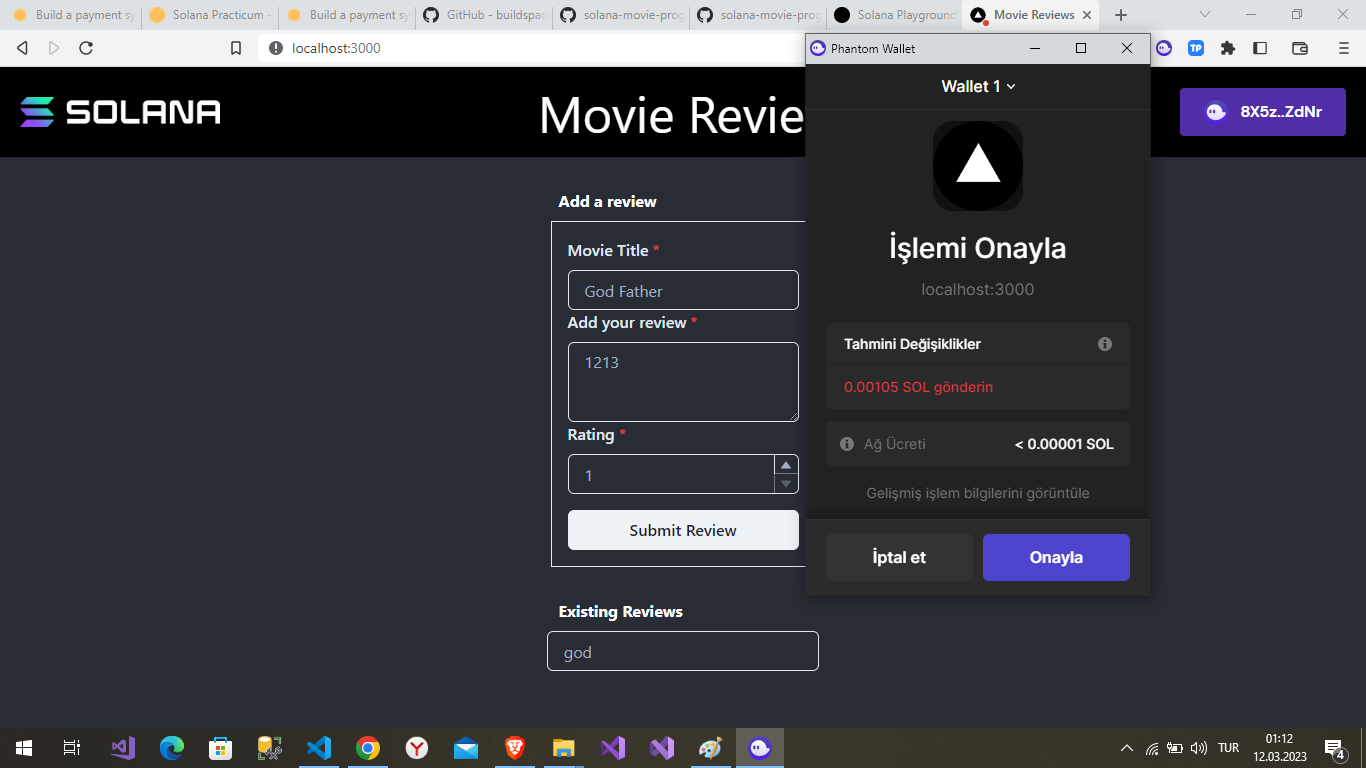 Build a payment sy
Solana Practicum -
Build a payment sy
GitHub - buildspac
solana-movie-prog
solana-movie-prog
Solana Playground
Movie Reviews
localhost:3000
Phantom Wallet
TP
SOLANA
Movie Revie
8X5z..ZdNr
Wallet 1
İşlemi Onayla
localhost:3000
Tahmini Değişiklikler
0.00105 SOL gönderin
Ağ Ücreti
< 0.00001 SOL
Gelişmiş işlem bilgilerini görüntüle
İptal et
Onayla
Add a review
Movie Title *
God Father
Add your review *
1213
Rating *
1
Submit Review
Existing Reviews
god
TUR
01:12
12.03.2023
4